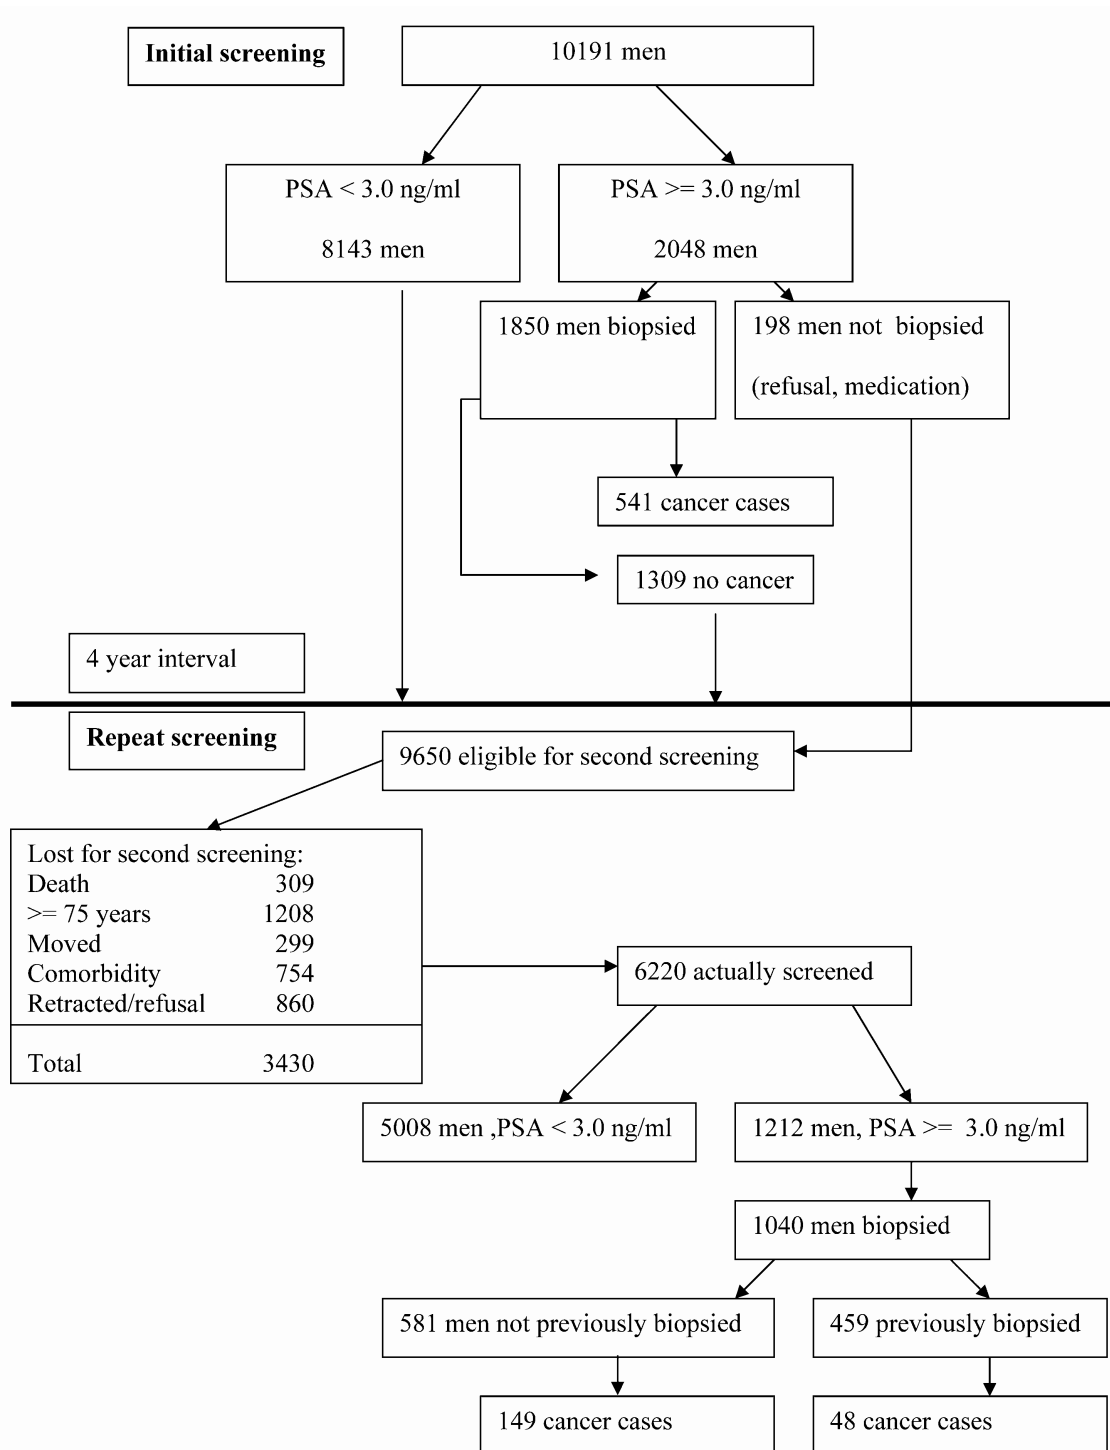 Initial screening
10191 men
PSA < 3.0 ng/ml
8143 men
PSA >= 3.0 ng/ml
2048 men
1850 men biopsied
198 men not  biopsied
(refusal, medication)
541 cancer cases
1309 no cancer
4 year interval
Repeat screening
9650 eligible for second screening
Lost for second screening:
Death 309
>= 75 years 1208
Moved 299
Comorbidity 754
Retracted/refusal 860
Total 3430
6220 actually screened
5008 men ,PSA < 3.0 ng/ml
1212 men, PSA >=  3.0 ng/ml
1040 men biopsied
581 men not previously biopsied
459 previously biopsied
149 cancer cases
48 cancer cases